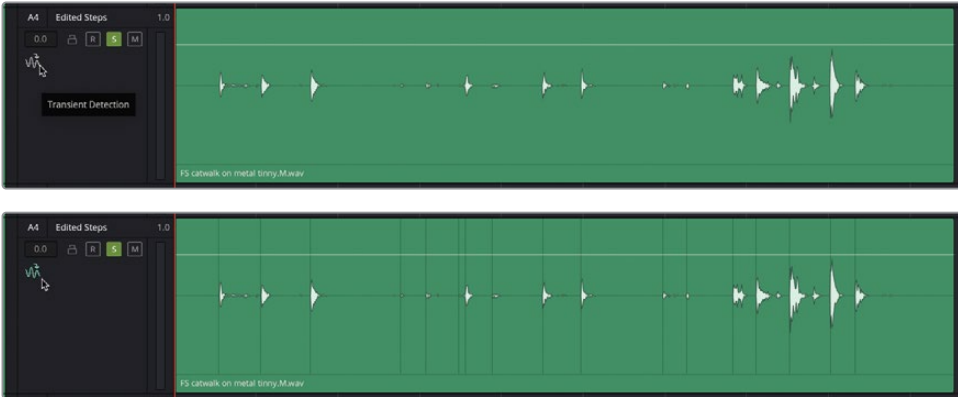 A4 Edited Steps 1.0
0.0 R S M
Transient Detection
FS catwalk on metal tinny.M.wav
A4 Edited Steps 1.0
0.0 R S M
FS catwalk on metal tinny.M.wav